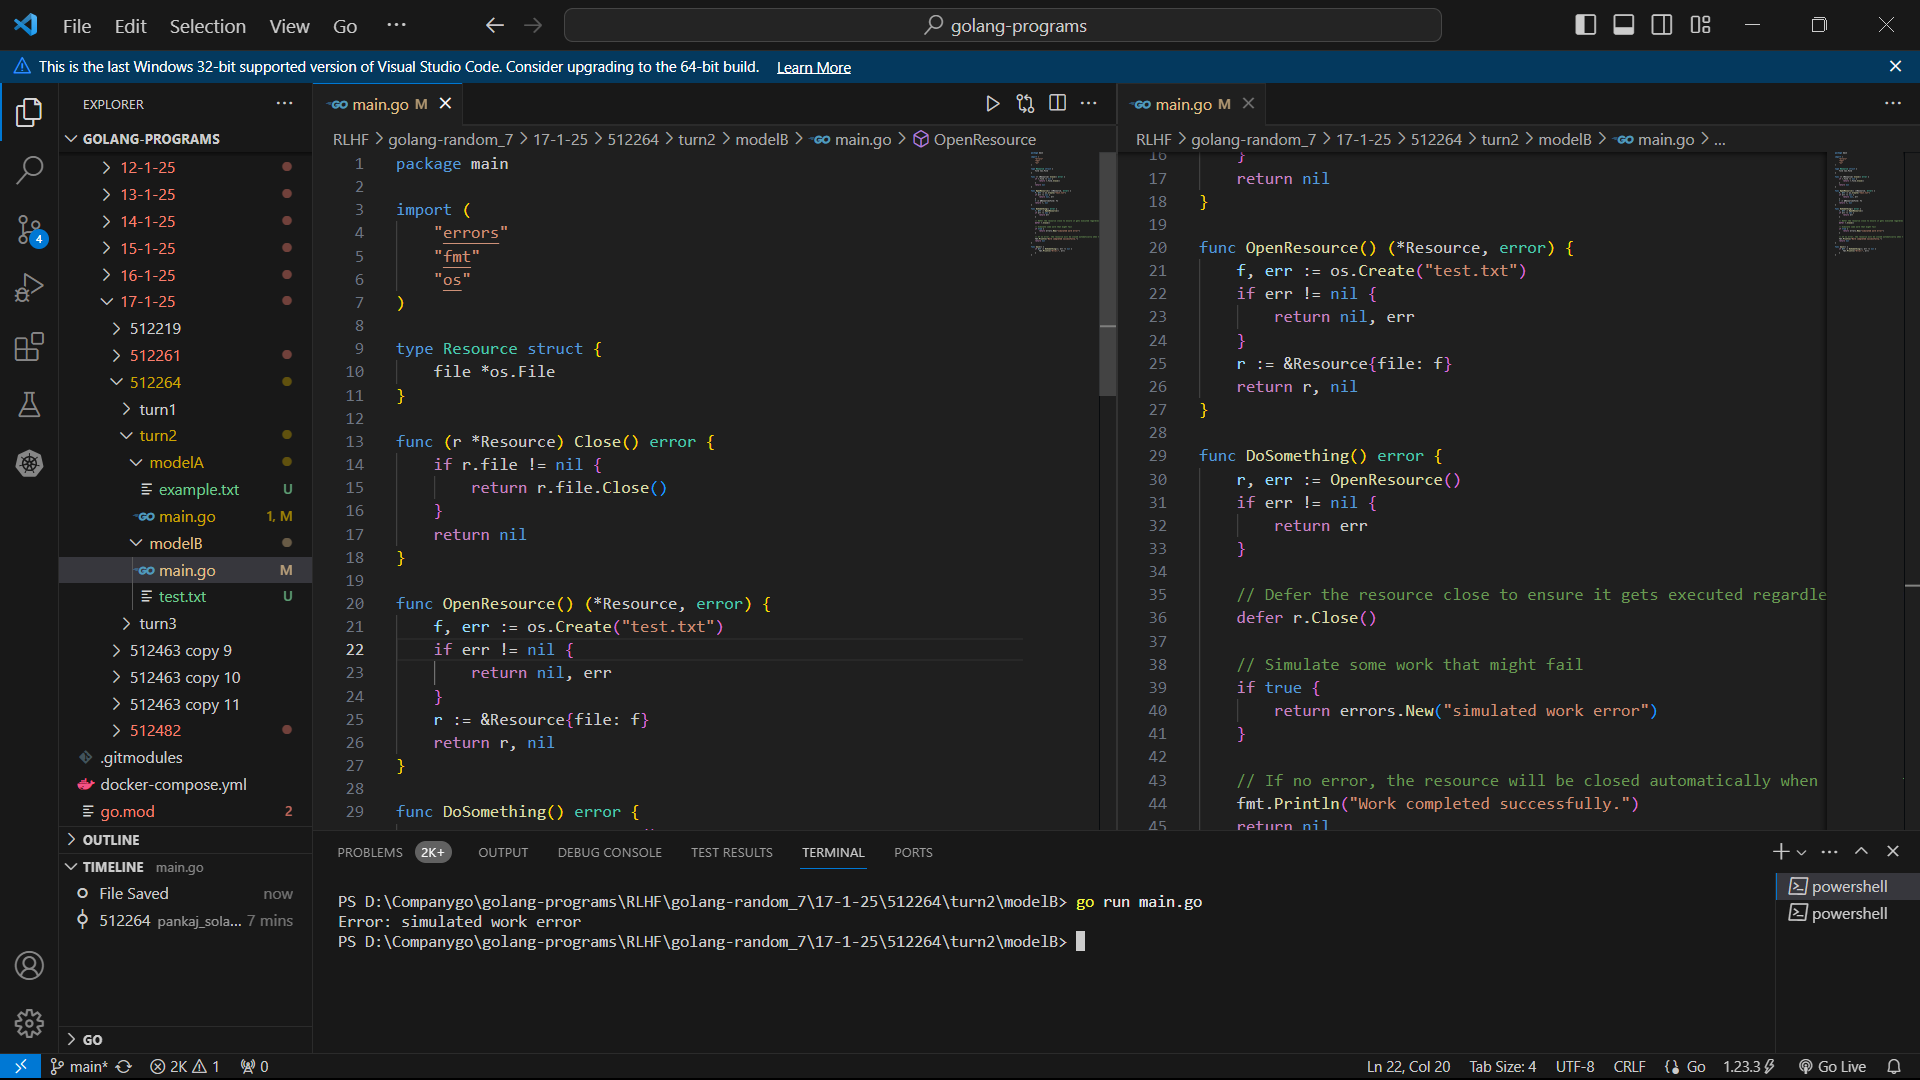 File Edit Selection View Go ··· golang-programs
This is the last Windows 32-bit supported version of Visual Studio Code. Consider upgrading to the 64-bit build. Learn More
EXPLORER
GOLANG-PROGRAMS
12-1-25
13-1-25
14-1-25
15-1-25
16-1-25
17-1-25
512219
512261
512264
turn1
turn2
modelA
example.txt U
main.go 1, M
modelB
main.go M
test.txt U
turn3
512463 copy 9
512463 copy 10
512463 copy 11
512482
.gitmodules
docker-compose.yml
go.mod 2
OUTLINE
TIMELINE main.go
File Saved now
512264 pankaj_sola... 7 mins
GO
main.go M
RLHF > golang-random_7 > 17-1-25 > 512264 > turn2 > modelB > main.go > OpenResource
1 package main
2
3 import (
4 "errors"
5 "fmt"
6 "os"
7 )
8
9 type Resource struct {
10 file *os.File
11 }
12
13 func (r *Resource) Close() error {
14 if r.file != nil {
15 return r.file.Close()
16 }
17 return nil
18 }
19
20 func OpenResource() (*Resource, error) {
21 f, err := os.Create("test.txt")
22 if err != nil {
23 return nil, err
24 }
25 r := &Resource{file: f}
26 return r, nil
27 }
28
29 func DoSomething() error {
main.go M
RLHF > golang-random_7 > 17-1-25 > 512264 > turn2 > modelB > main.go > ...
16 }
17 return nil
18 }
19
20 func OpenResource() (*Resource, error) {
21 f, err := os.Create("test.txt")
22 if err != nil {
23 return nil, err
24 }
25 r := &Resource{file: f}
26 return r, nil
27 }
28
29 func DoSomething() error {
30 r, err := OpenResource()
31 if err != nil {
32 return err
33 }
34
35 // Defer the resource close to ensure it gets executed regardle
36 defer r.Close()
37
38 // Simulate some work that might fail
39 if true {
40 return errors.New("simulated work error")
41 }
42
43 // If no error, the resource will be closed automatically when
44 fmt.Println("Work completed successfully.")
45 return nil
PROBLEMS 2K+ OUTPUT DEBUG CONSOLE TEST RESULTS TERMINAL PORTS
PS D:\Companygo\golang-programs\RLHF\golang-random_7\17-1-25\512264\turn2\modelB> go run main.go
Error: simulated work error
PS D:\Companygo\golang-programs\RLHF\golang-random_7\17-1-25\512264\turn2\modelB>
powershell
powershell
4
main* 2K 1 0 Ln 22, Col 20 Tab Size: 4 UTF-8 CRLF Go 1.23.3 Go Live